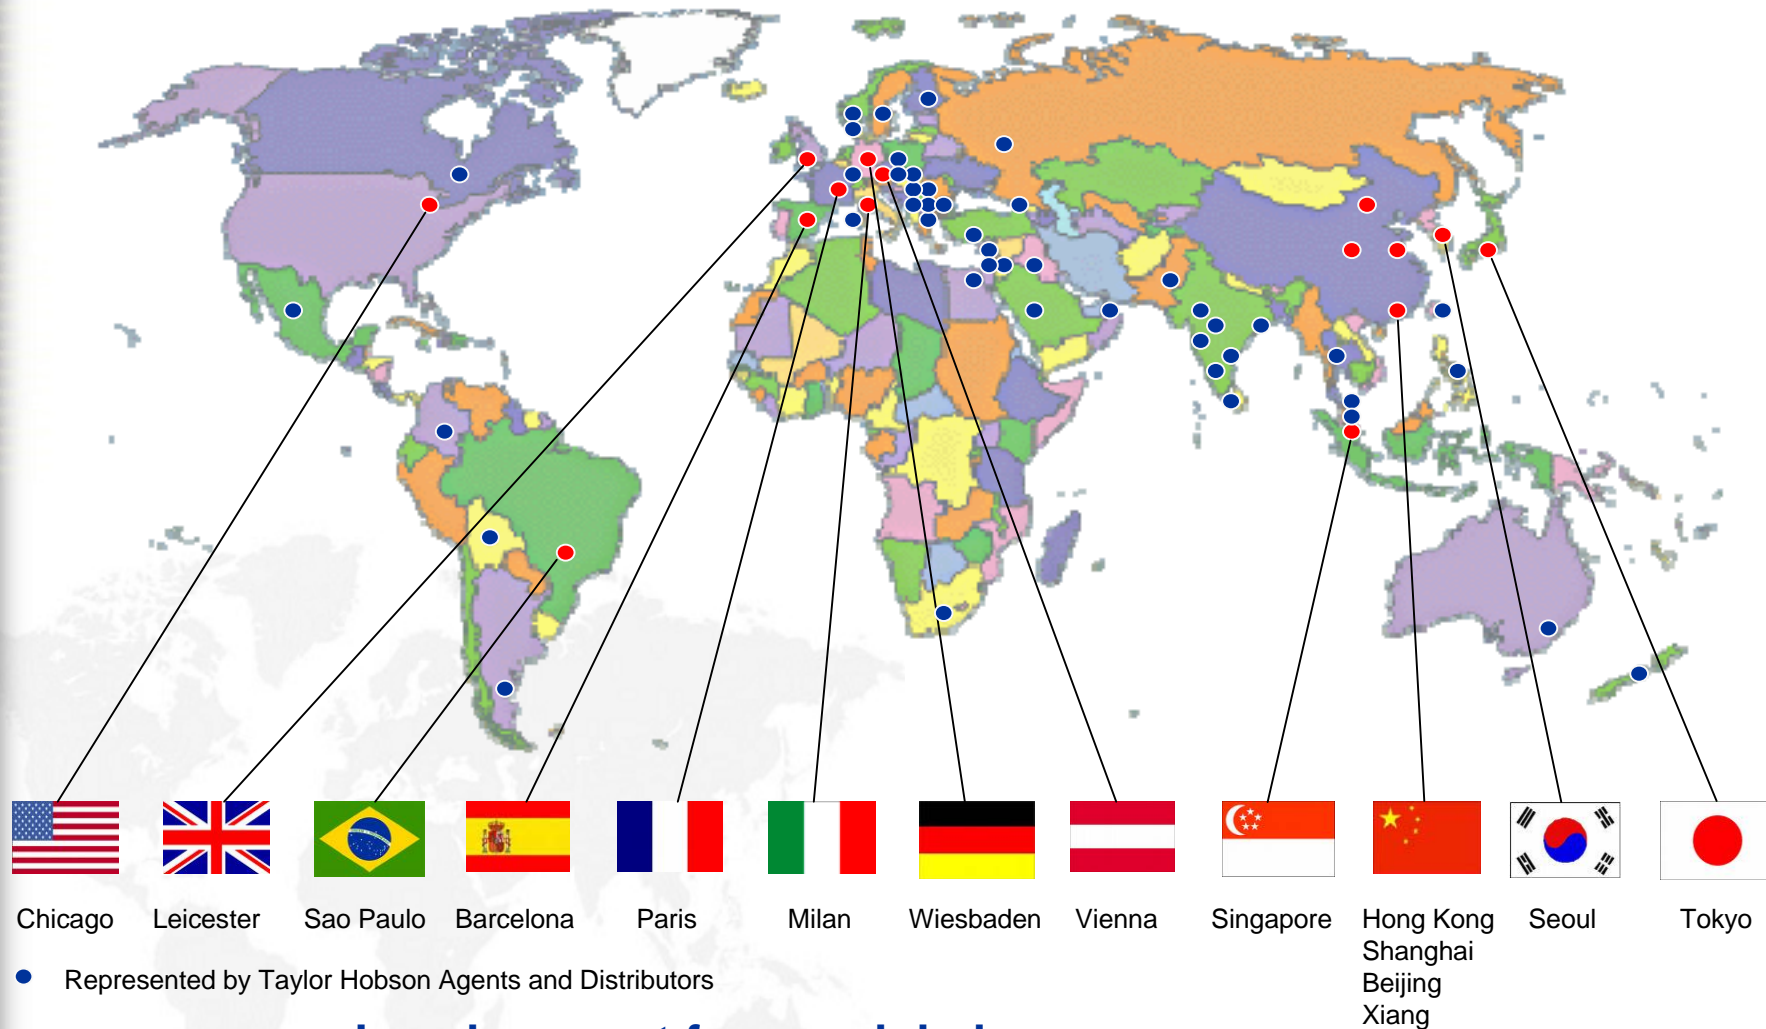 Chicago Leicester Sao Paulo Barcelona Paris Milan Wiesbaden Vienna Singapore Hong Kong Seoul Tokyo
Shanghai
Beijing
Xiang
Represented by Taylor Hobson Agents and Distributors